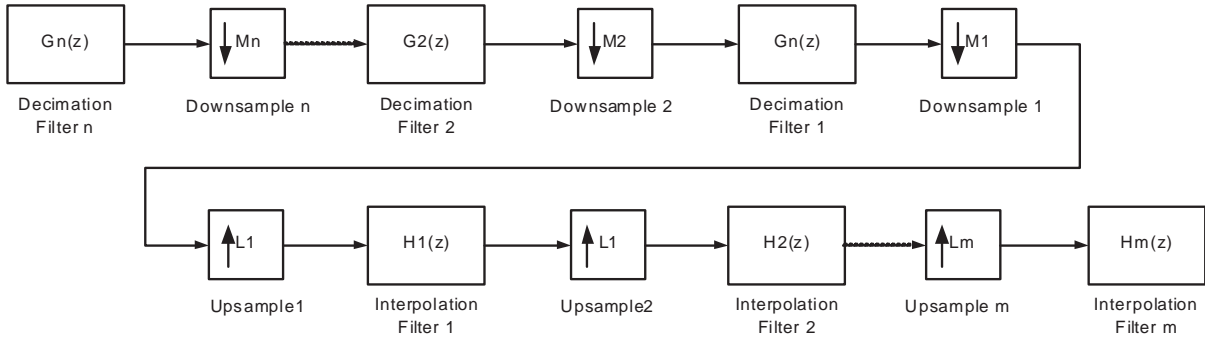 Gn(z)
Mn
G2(z)
M2
Gn(z)
M1
Decimation
Filter n
Downsample n
Decimation
Filter 2
Downsample 2
Decimation
Filter 1
Downsample 1
L1
H1(z)
L1
H2(z)
Lm
Hm(z)
Upsample1
Interpolation
Filter 1
Upsample2
Interpolation
Filter 2
Upsample m
Interpolation
Filter m